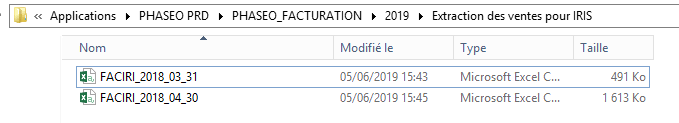 « Applications ▸ PHASEO PRD ▸ PHASEO_FACTURATION ▸ 2019 ▸ Extraction des ventes pour IRIS
Nom Modifié le Type Taille
FACIRI_2018_03_31 05/06/2019 15:43 Microsoft Excel C... 491 Ko
FACIRI_2018_04_30 05/06/2019 15:45 Microsoft Excel C... 1 613 Ko